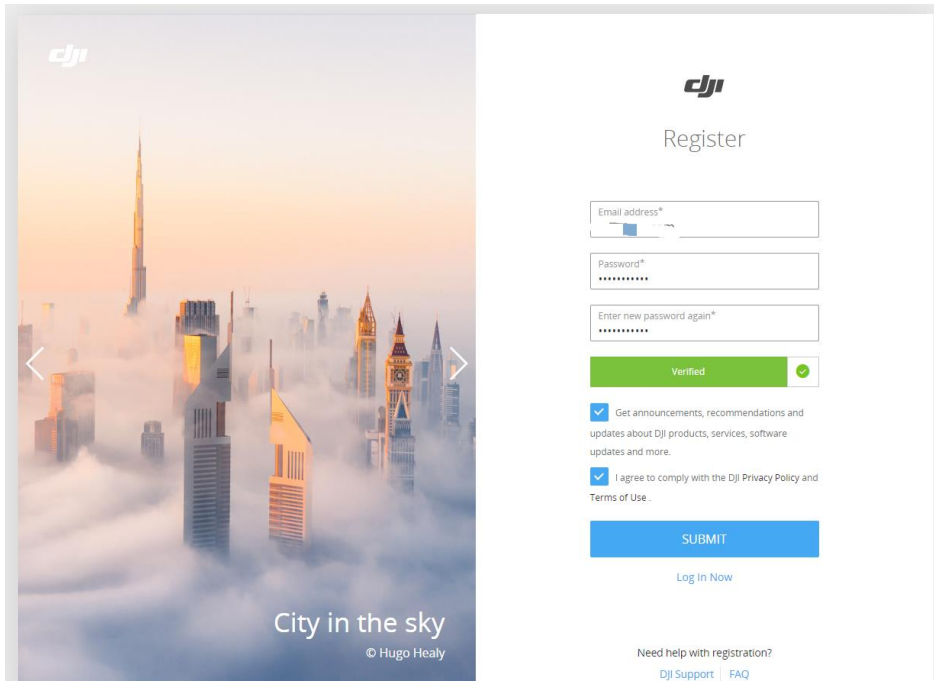 dji
City in the sky
© Hugo Healy
dji
Register
Email address*
Password*
•••••••••••
Enter new password again*
•••••••••••
Verified
Get announcements, recommendations and
updates about DJI products, services, software
updates and more.
I agree to comply with the DJI Privacy Policy and
Terms of Use .
SUBMIT
Log In Now
Need help with registration?
DJI Support | FAQ